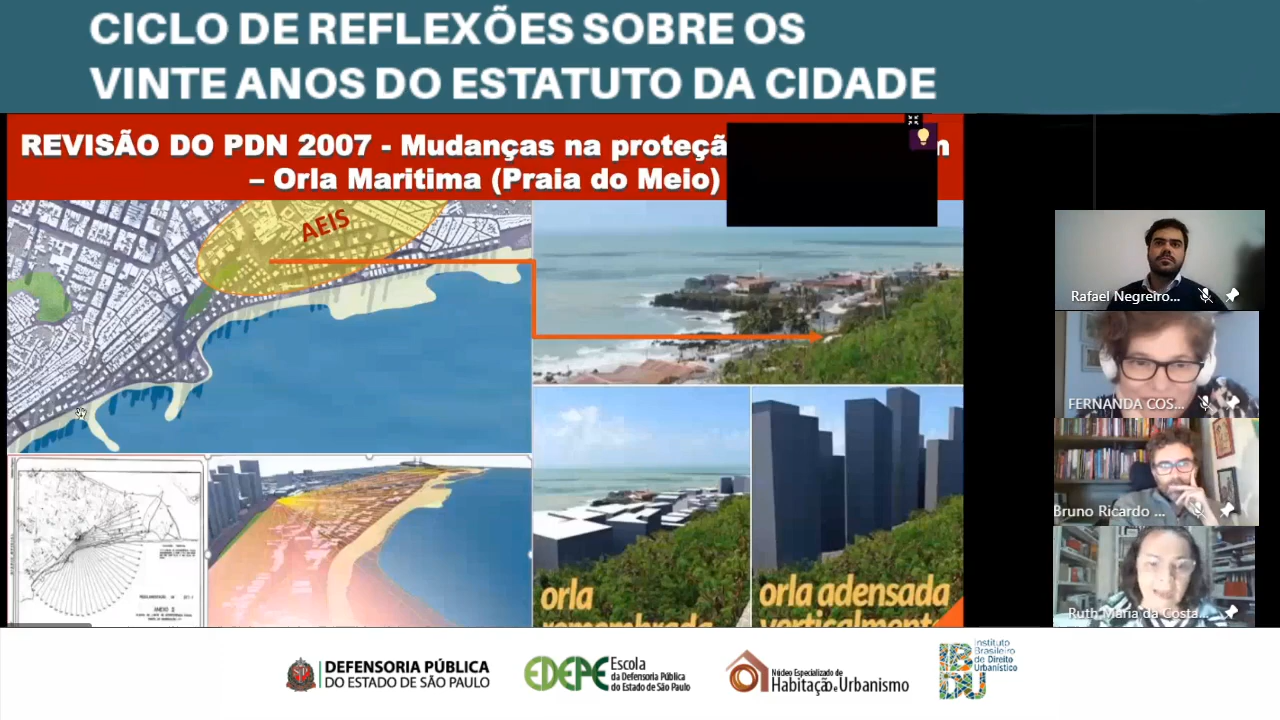 CICLO DE REFLEXÕES SOBRE OS
VINTE ANOS DO ESTATUTO DA CIDADE
REVISÃO DO PDN 2007 - Mudanças na
– Orla Maritima (Praia do Meio)
AEIS
orla
orla adensada
verticalmente
ANEXO
Rafael Negreiro...
FERNANDA COS...
Bruno Ricardo ...
Ruth Maria da Costa...
DEFENSORIA PÚBLICA
DO ESTADO DE SÃO PAULO
EDEPE
Escola
da Defensoria Pública
do Estado de São Paulo
Núcleo Especializado de
Habitação e Urbanismo
IBDU
Instituto
Brasileiro
de Direito
Urbanístico